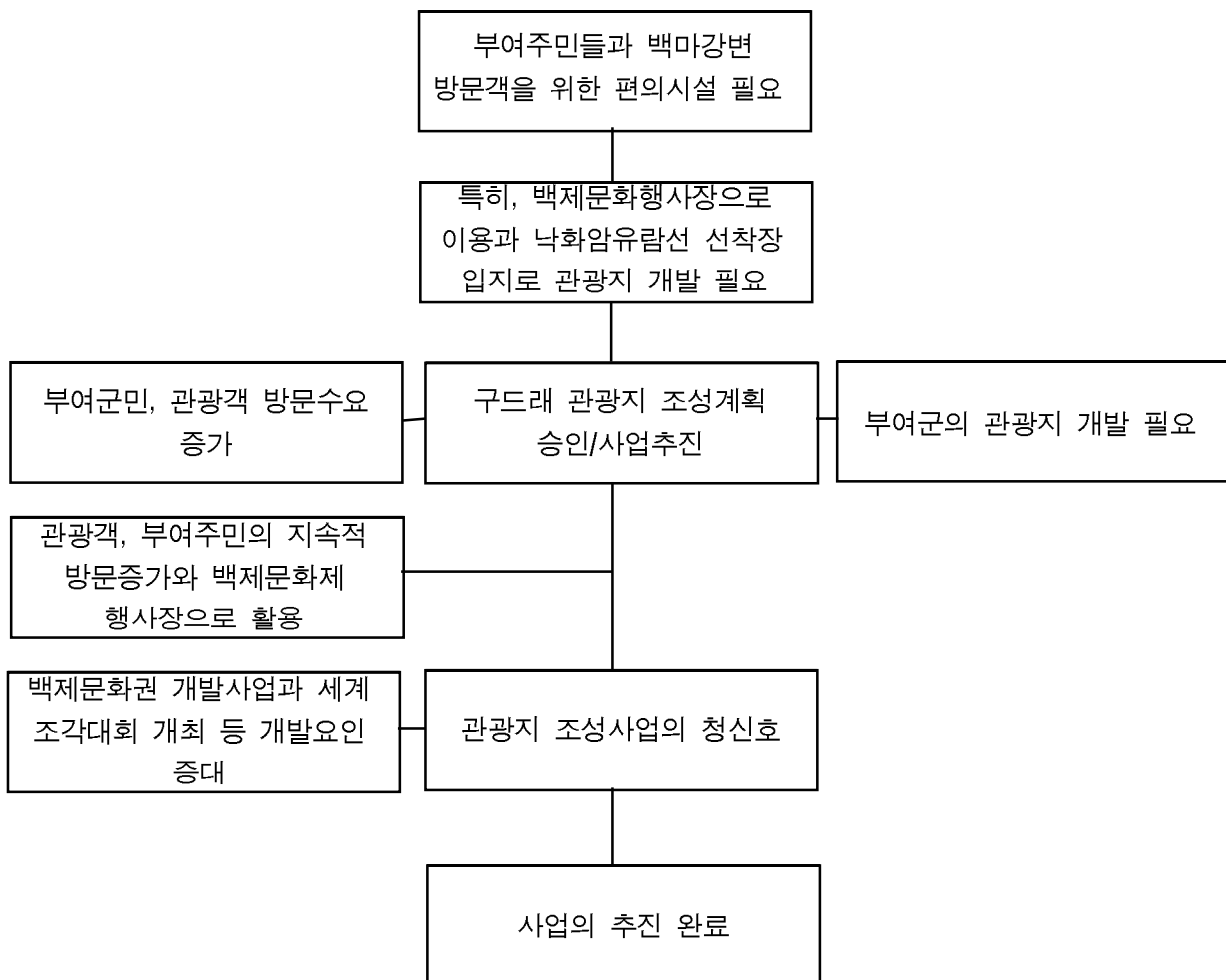 부여주민들과 백마강변
방문객을 위한 편의시설 필요
특히, 백제문화행사장으로
이용과 낙화암유람선 선착장
입지로 관광지 개발 필요
부여군민, 관광객 방문수요
증가
구드래 관광지 조성계획
승인/사업추진
부여군의 관광지 개발 필요
관광객, 부여주민의 지속적
방문증가와 백제문화제
행사장으로 활용
백제문화권 개발사업과 세계
조각대회 개최 등 개발요인
증대
관광지 조성사업의 청신호
사업의 추진 완료